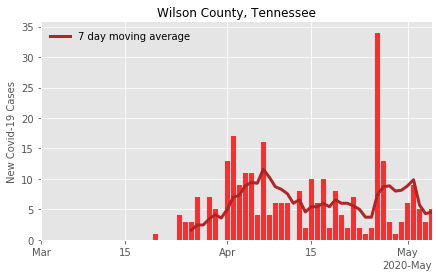 Wilson County, Tennessee
7 day moving average
New Covid-19 Cases
35
30
25
20
15
10
5
0
Mar 15 Apr 15 May
2020-May